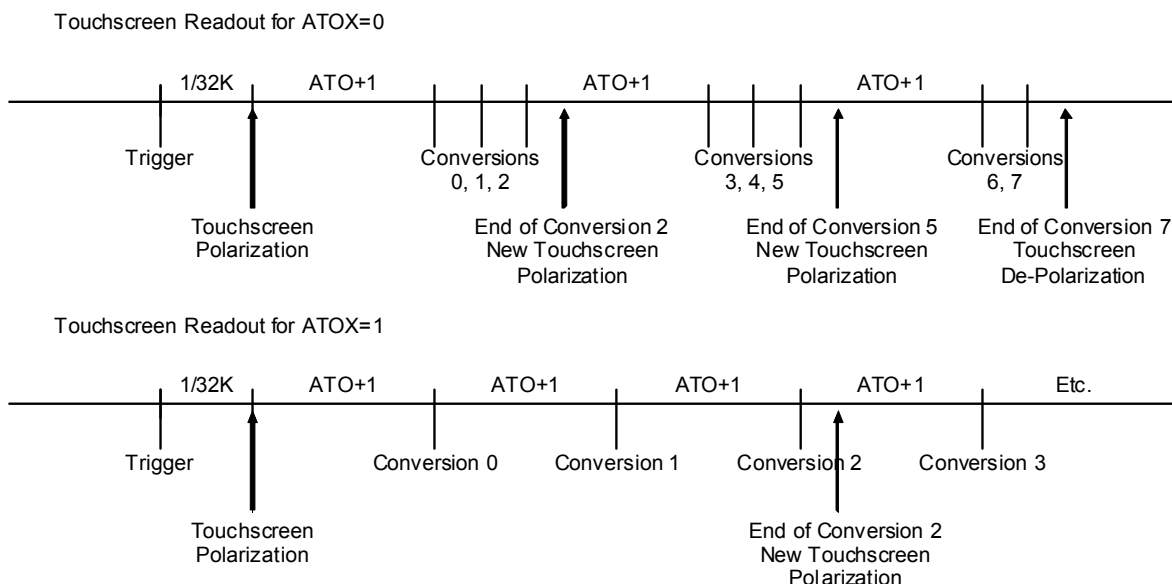 Touchscreen Readout for ATOX=0
1/32K ATO+1 ATO+1 ATO+1
Trigger
Conversions
0, 1, 2
Conversions
3, 4, 5
Conversions
6, 7
Touchscreen
Polarization
End of Conversion 2
New Touchscreen
Polarization
End of Conversion 5
New Touchscreen
Polarization
End of Conversion 7
Touchscreen
De-Polarization
Touchscreen Readout for ATOX=1
1/32K ATO+1 ATO+1 ATO+1 ATO+1 Etc.
Trigger Conversion 0 Conversion 1 Conversion 2 Conversion 3
Touchscreen
Polarization
End of Conversion 2
New Touchscreen
Polarization